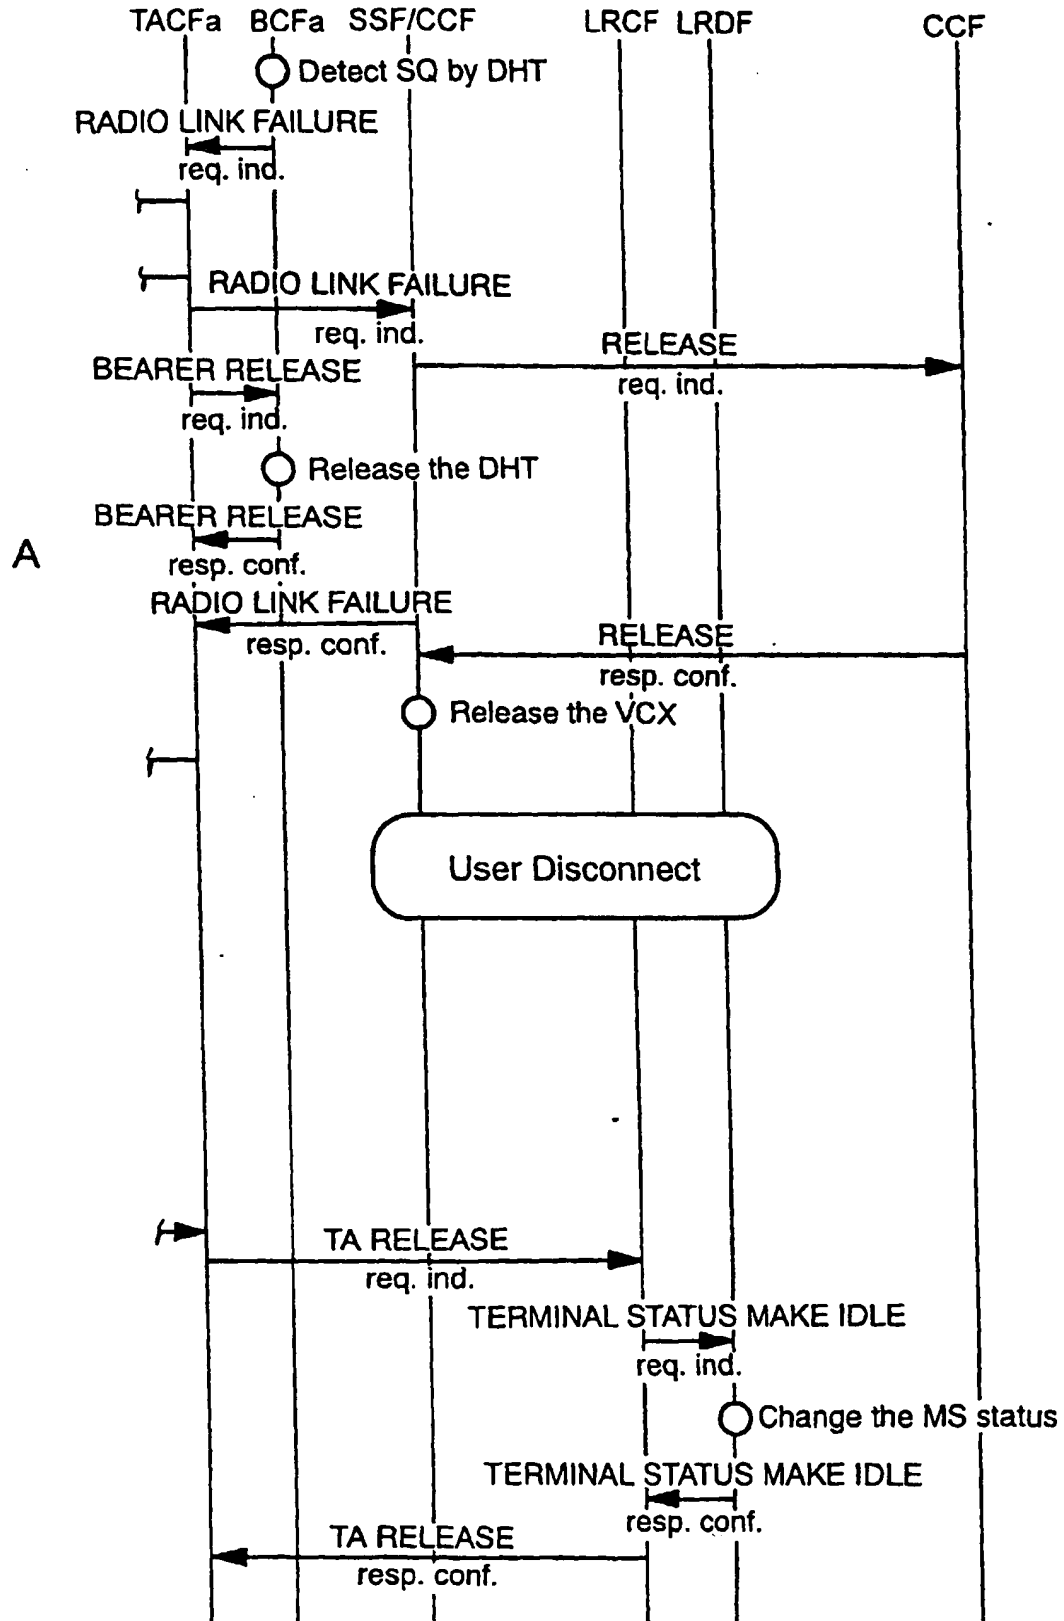 TACFa BCFa SSF/CCF LRCF LRDF CCF
Detect SQ by DHT
RADIO LINK FAILURE
req. ind.
RADIO LINK FAILURE
req. ind.
RELEASE
req. ind.
BEARER RELEASE
req. ind.
Release the DHT
BEARER RELEASE
A
resp. conf.
RADIO LINK FAILURE
resp. conf.
RELEASE
resp. conf.
Release the VCX
User Disconnect
TA RELEASE
req. ind.
TERMINAL STATUS MAKE IDLE
req. ind.
Change the MS status
TERMINAL STATUS MAKE IDLE
resp. conf.
TA RELEASE
resp. conf.